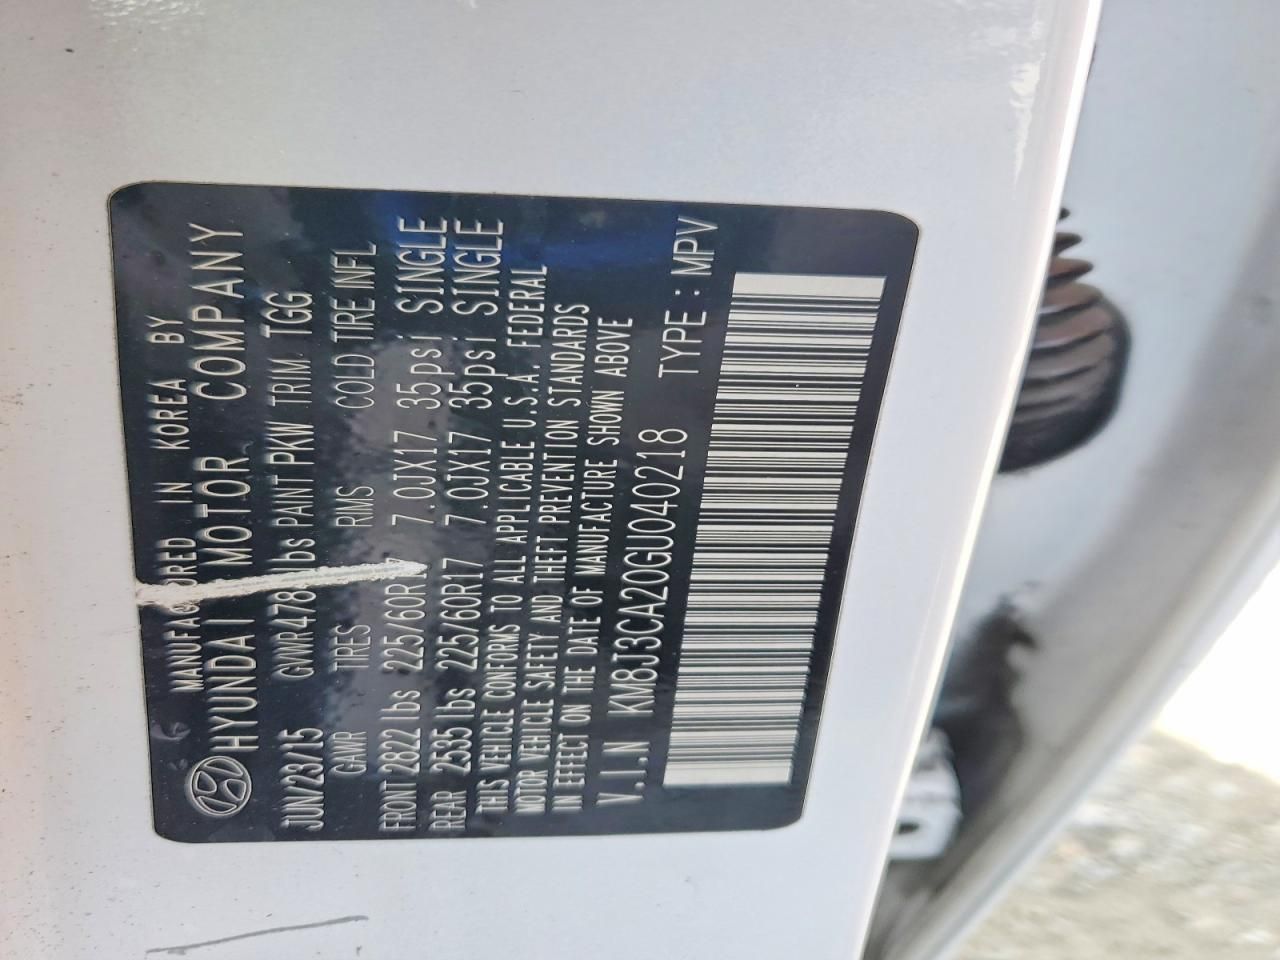 MANUFACTURED IN KOREA BY
HYUNDAI MOTOR COMPANY
JUN/23/15 GVWR PAINT PKW TRIM TGG
GAWR TIRES RIMS COLD TIRE INFL
FRONT 2822 lbs 225/60R17 7.0JX17 35psi SINGLE
REAR 2535 lbs 225/60R17 7.0JX17 35psi SINGLE
THIS VEHICLE CONFORMS TO ALL APPLICABLE U.S.A. FEDERAL
MOTOR VEHICLE SAFETY AND THEFT PREVENTION STANDARDS
IN EFFECT ON THE DATE OF MANUFACTURE SHOWN ABOVE
V.I.N KM8J3CA20GU040218 TYPE : MPV